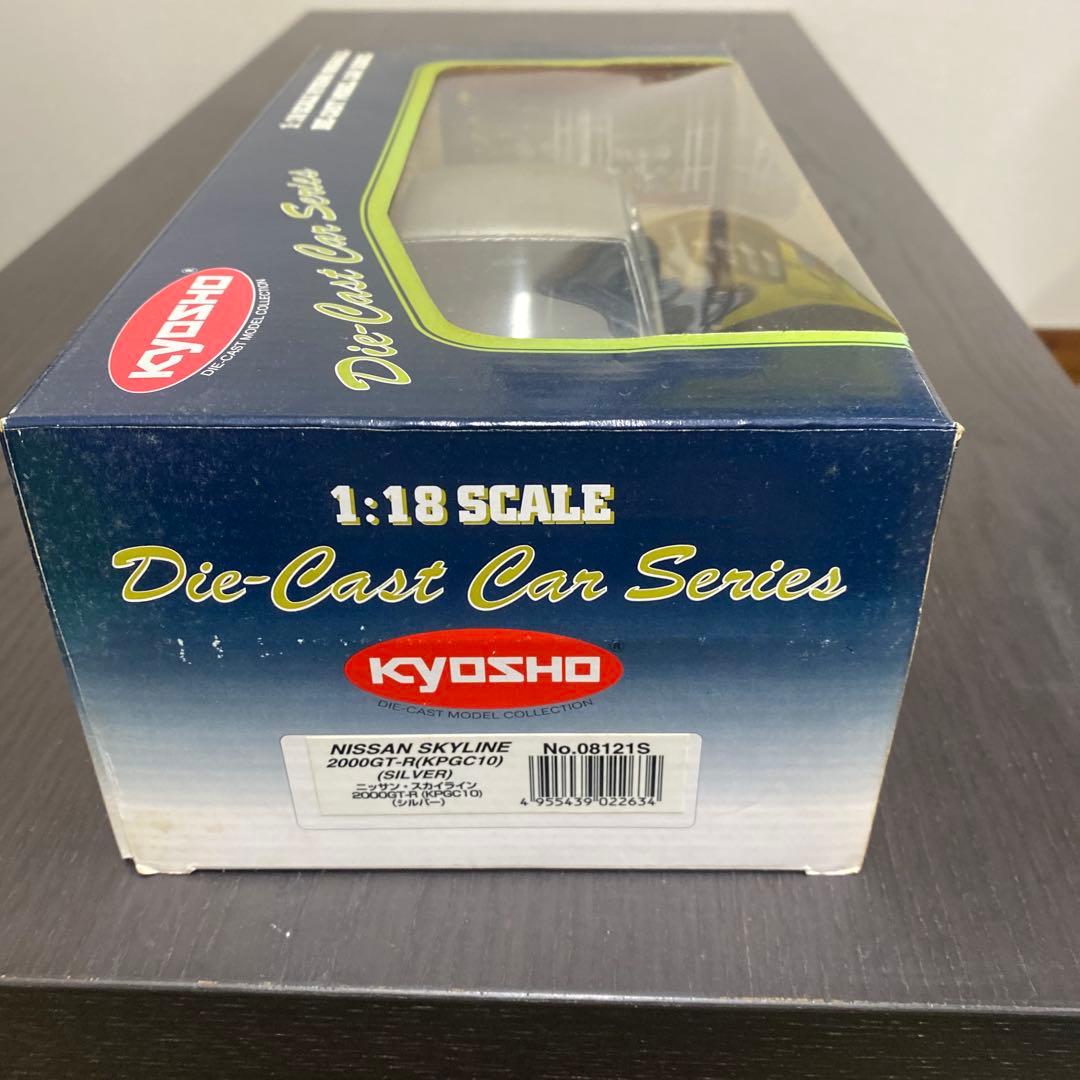 KYOSHO®
DIE-CAST MODEL COLLECTION
Die-Cast Car Series
1:18 SCALE
Die-Cast Car Series
KYOSHO®
DIE-CAST MODEL COLLECTION
NISSAN SKYLINE
2000GT-R(KPGC10)
(SILVER)
ニッサン・スカイライン
2000GT-R (KPGC10)
(シルバー)
No.08121S
4 955439 022634